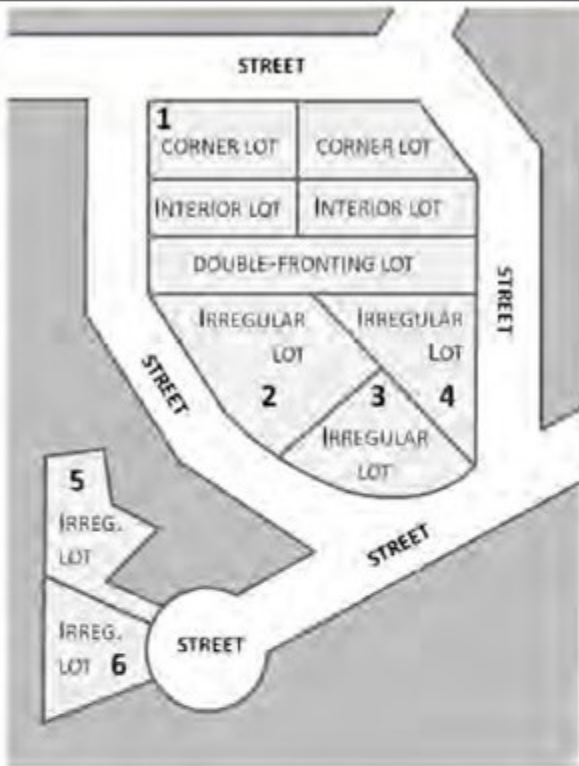 STREET
1
CORNER LOT
CORNER LOT
INTERIOR LOT
INTERIOR LOT
DOUBLE-FRONTING LOT
STREET
IRREGULAR
LOT
2
IRREGULAR
LOT
4
STREET
3
IRREGULAR
LOT
5
IRREG.
LOT
STREET
IRREG.
LOT 6
STREET